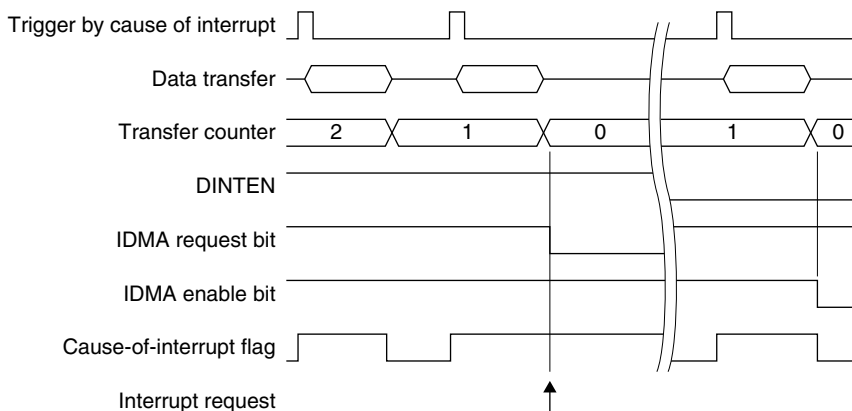 Trigger by cause of interrupt
Data transfer
Transfer counter 2 1 0 1 0
DINTEN
IDMA request bit
IDMA enable bit
Cause-of-interrupt flag
Interrupt request